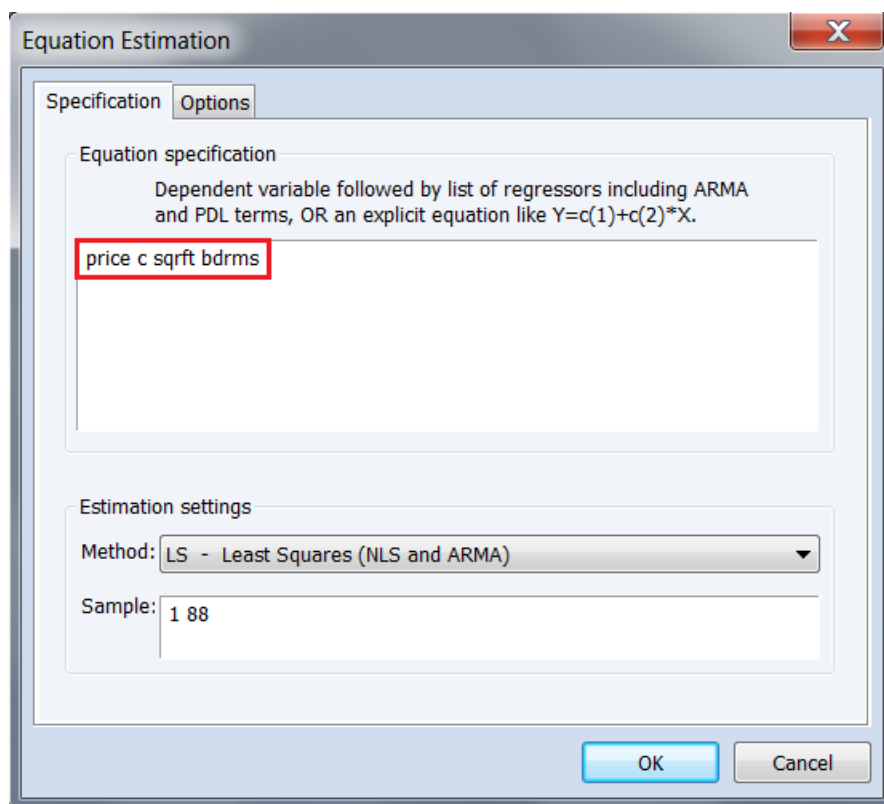 Equation Estimation
X
Specification Options
Equation specification
Dependent variable followed by list of regressors including ARMA
and PDL terms, OR an explicit equation like Y=c(1)+c(2)*X.
price c sqrft bdrms
Estimation settings
Method: LS - Least Squares (NLS and ARMA)
Sample: 1 88
OK Cancel